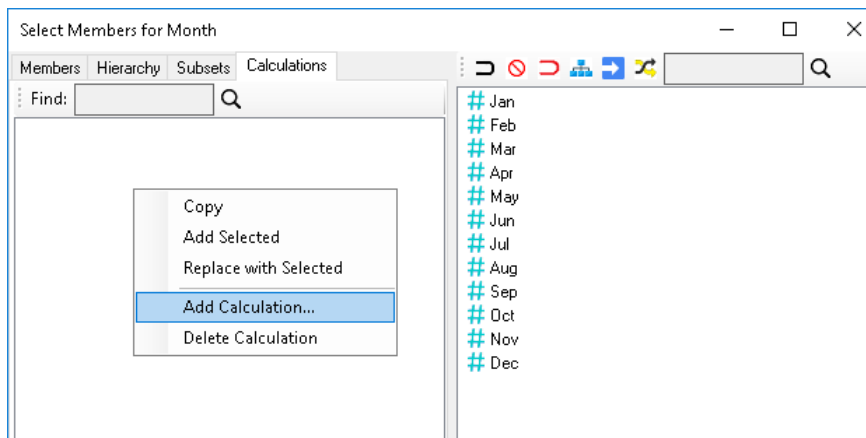 Select Members for Month
Members Hierarchy Subsets Calculations
Find:
Copy
Add Selected
Replace with Selected
Add Calculation...
Delete Calculation
Jan
Feb
Mar
Apr
May
Jun
Jul
Aug
Sep
Oct
Nov
Dec